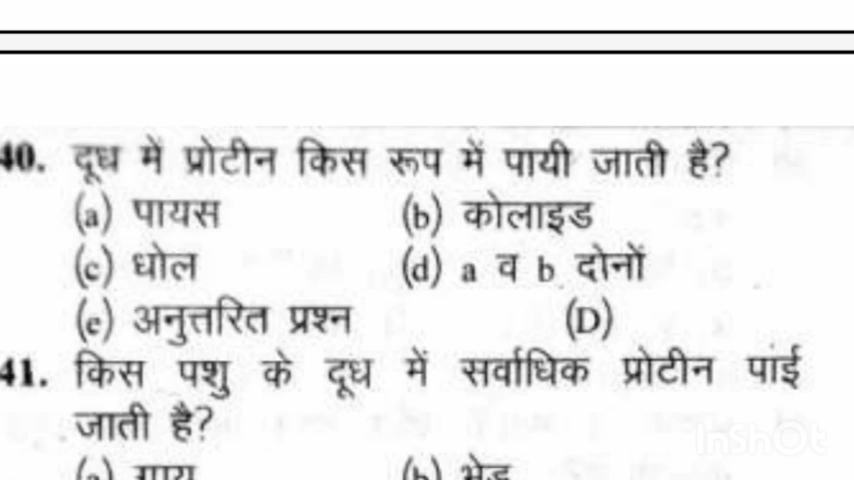 40. दूध में प्रोटीन किस रूप में पायी जाती है?
(a) पायस (b) कोलाइड
(c) धोल (d) a व b दोनों
(e) अनुत्तरित प्रश्न (D)
41. किस पशु के दूध में सर्वाधिक प्रोटीन पाई
जाती है?
InShOt
(a) गाय (b) भेड़